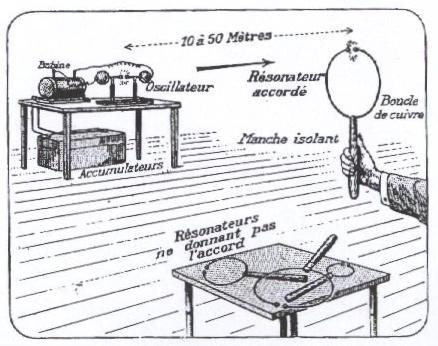 10 à 50 Mètres
Bobine
Oscillateur
Résonateur
accordé
Boucle
de cuivre
Manche isolant
Accumulateurs
Résonateurs
ne donnant pas
l'accord